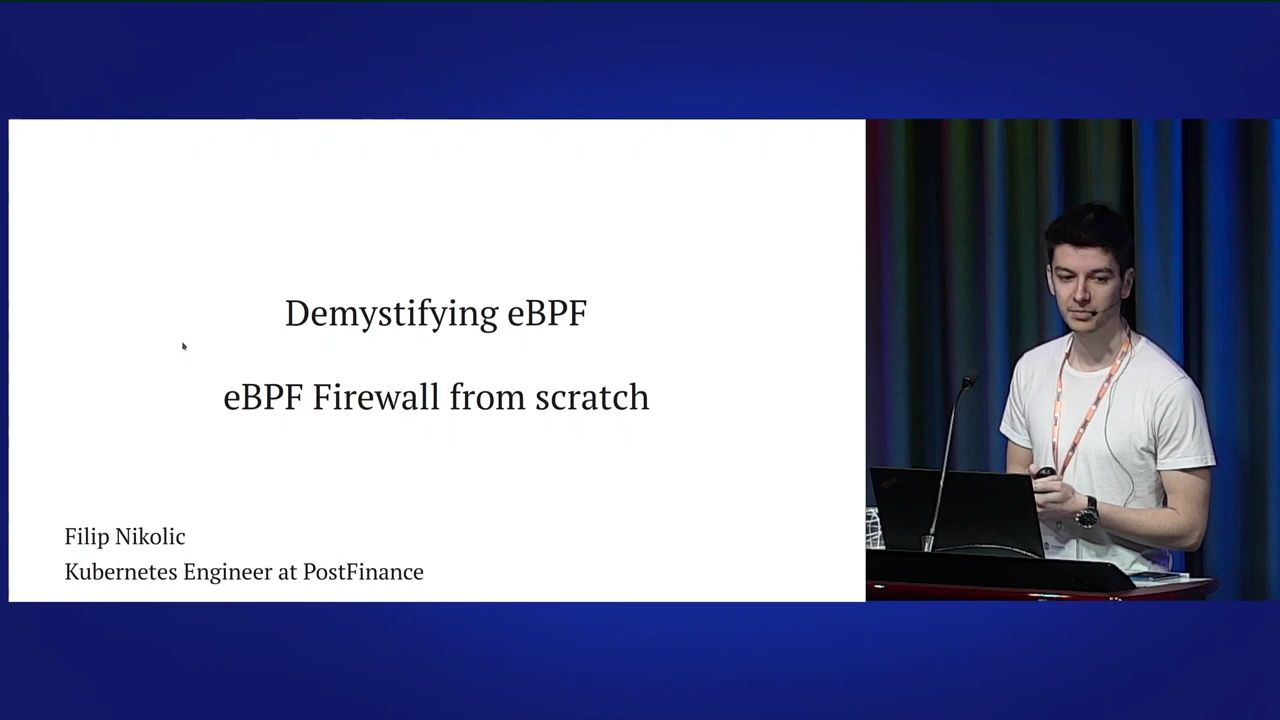 Demystifying eBPF
eBPF Firewall from scratch
Filip Nikolic
Kubernetes Engineer at PostFinance